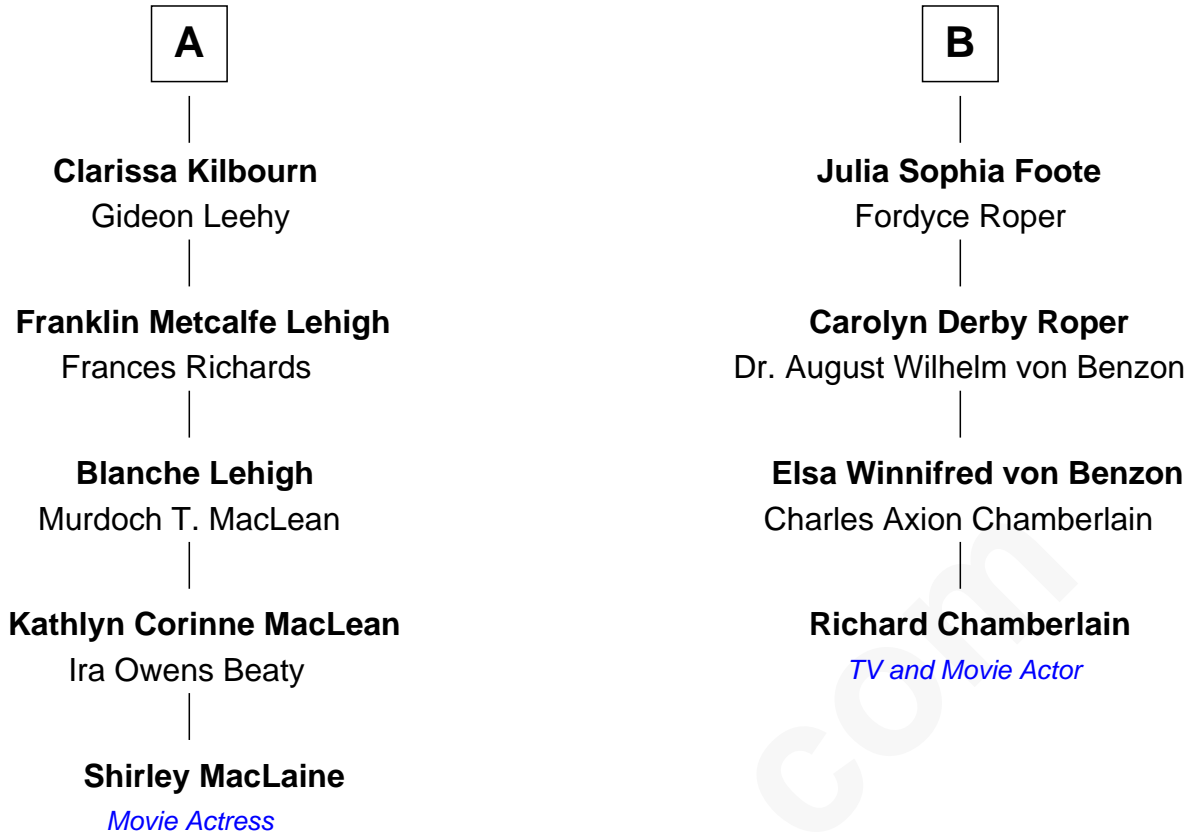 A
Clarissa Kilbourn
Gideon Leehy
Franklin Metcalfe Lehigh
Frances Richards
Blanche Lehigh
Murdoch T. MacLean
Kathlyn Corinne MacLean
Ira Owens Beaty
Shirley MacLaine
Movie Actress
B
Julia Sophia Foote
Fordyce Roper
Carolyn Derby Roper
Dr. August Wilhelm von Benzon
Elsa Winnifred von Benzon
Charles Axion Chamberlain
Richard Chamberlain
TV and Movie Actor
com